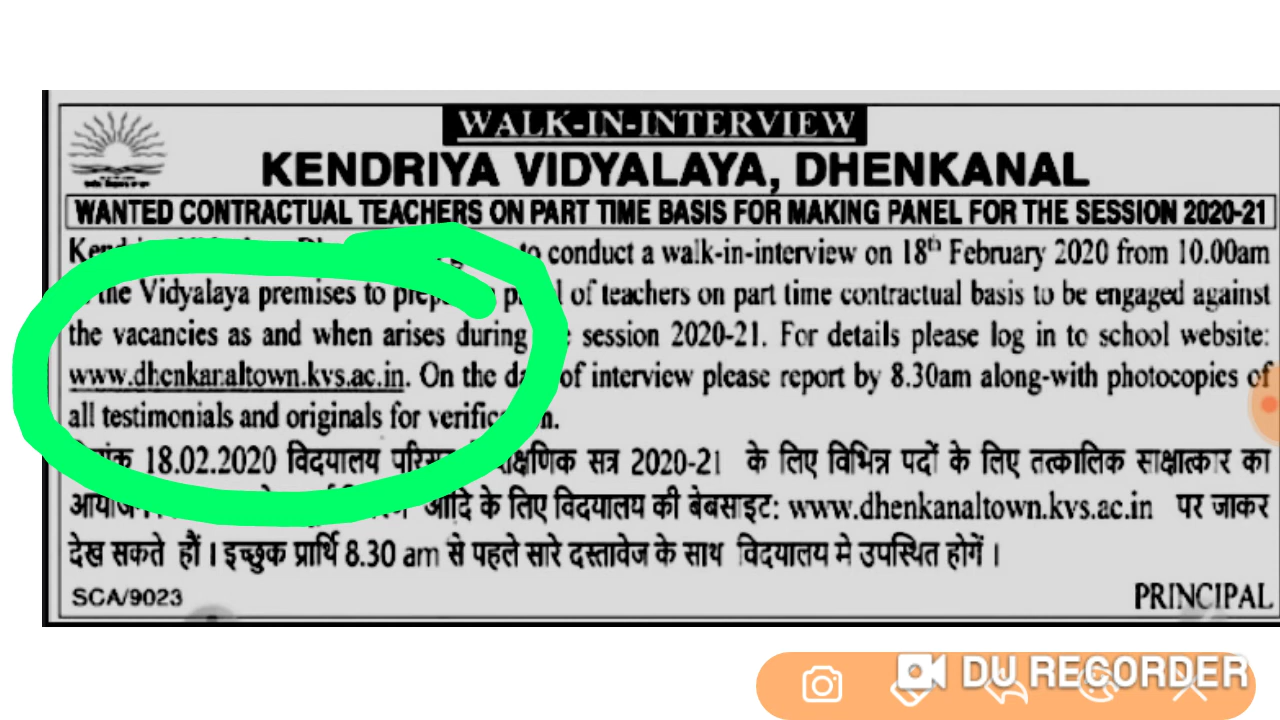 WALK-IN-INTERVIEW
KENDRIYA VIDYALAYA, DHENKANAL
WANTED CONTRACTUAL TEACHERS ON PART TIME BASIS FOR MAKING PANEL FOR THE SESSION 2020-21
to conduct a walk-in-interview on 18th February 2020 from 10.00am
the Vidyalaya premises to of teachers on part time contractual basis to be engaged against
the vacancies as and when arises during session 2020-21. For details please log in to school website:
www.dhenkanaltown.kvs.ac.in. On the of interview please report by 8.30am along-with photocopies of
all testimonials and originals for
18.02.2020 विदयालय सत्र 2020-21 के लिए विभिन्न पदों के लिए तत्कालिक साक्षात्कार का
आदि के लिए विदयालय की बेबसाइट: www.dhenkanaltown.kvs.ac.in पर जाकर
देख सकते हौं । इच्छुक प्रार्थि 8.30 am से पहले सारे दस्तावेज के साथ विदयालय मे उपस्थित होगें ।
SCA/9023
PRINCIPAL
DU RECORDER